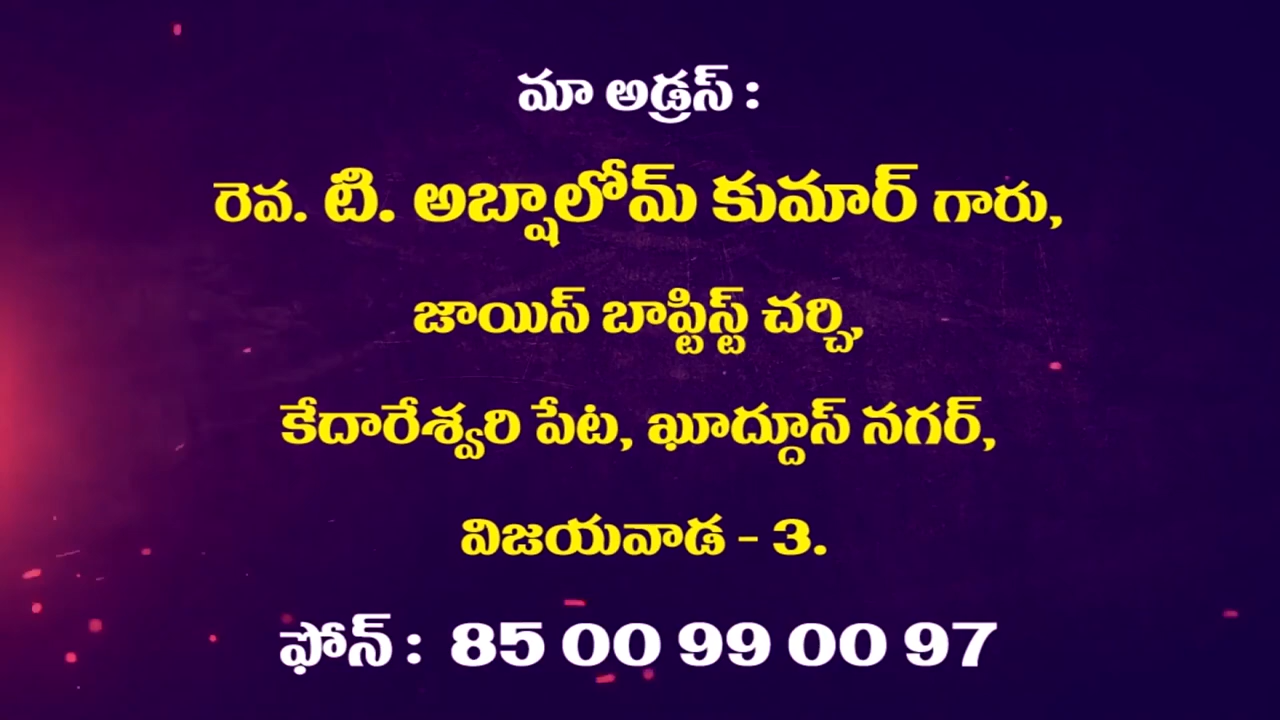 మా అడ్రస్ :
రెవ. టి. అబ్షాలోమ్ కుమార్ గారు,
జాయిస్ బాప్టిస్ట్ చర్చి,
కేదారేశ్వరి పేట, ఖూద్దూస్ నగర్,
విజయవాడ - 3.
ఫోన్ : 85 00 99 00 97